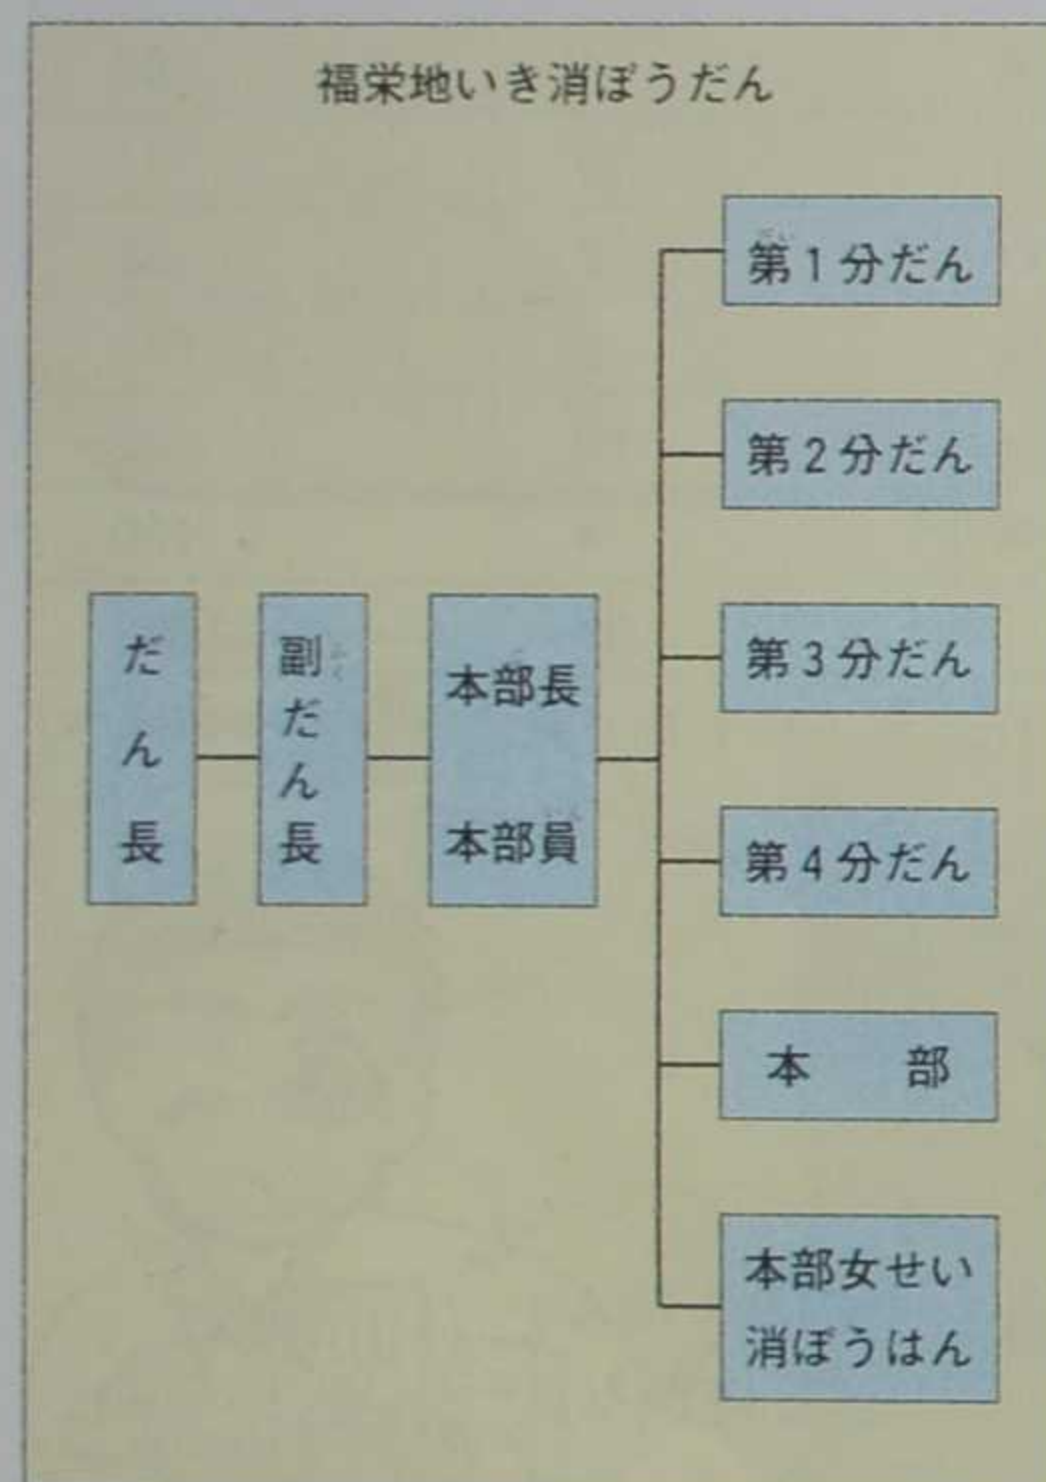 福栄地いき消ぼうだん
だん長
副だん長
本部長
本部員
第1分だん
第2分だん
第3分だん
第4分だん
本　部
本部女せい
消ぼうはん